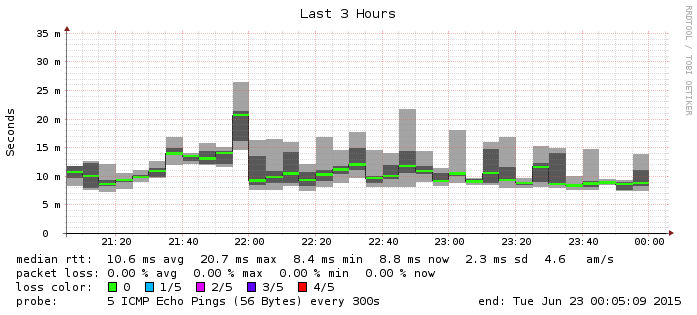 Last 3 Hours
RRDTOOL / TOBI OETIKER
Seconds
35 m
30 m
25 m
20 m
15 m
10 m
5 m
0
21:20 21:40 22:00 22:20 22:40 23:00 23:20 23:40 00:00
median rtt: 10.6 ms avg 20.7 ms max 8.4 ms min 8.8 ms now 2.3 ms sd 4.6 am/s
packet loss: 0.00 % avg 0.00 % max 0.00 % min 0.00 % now
loss color: 0 1/5 2/5 3/5 4/5
probe: 5 ICMP Echo Pings (56 Bytes) every 300s end: Tue Jun 23 00:05:09 2015